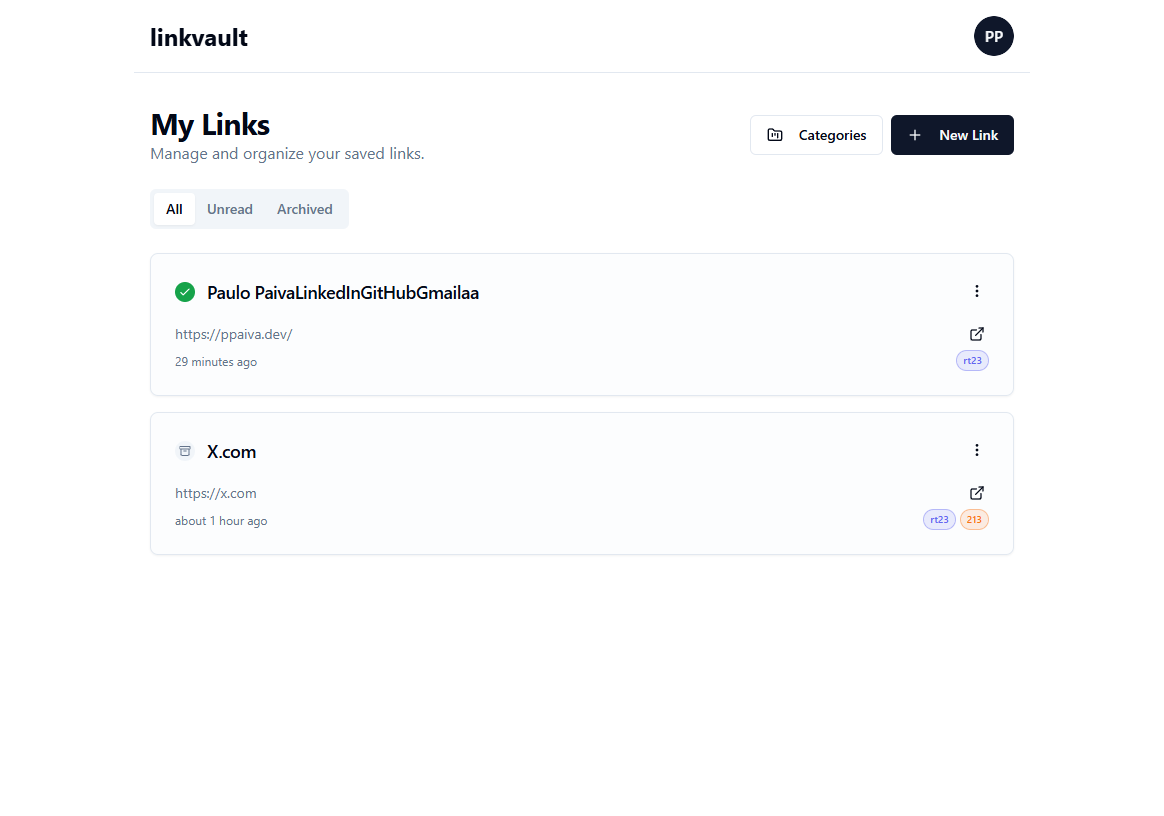 linkvault
PP
My Links
Manage and organize your saved links.
Categories
New Link
All
Unread
Archived
Paulo PaivaLinkedInGitHubGmailaa
https://ppaiva.dev/
29 minutes ago
rt23
X.com
https://x.com
about 1 hour ago
rt23
213